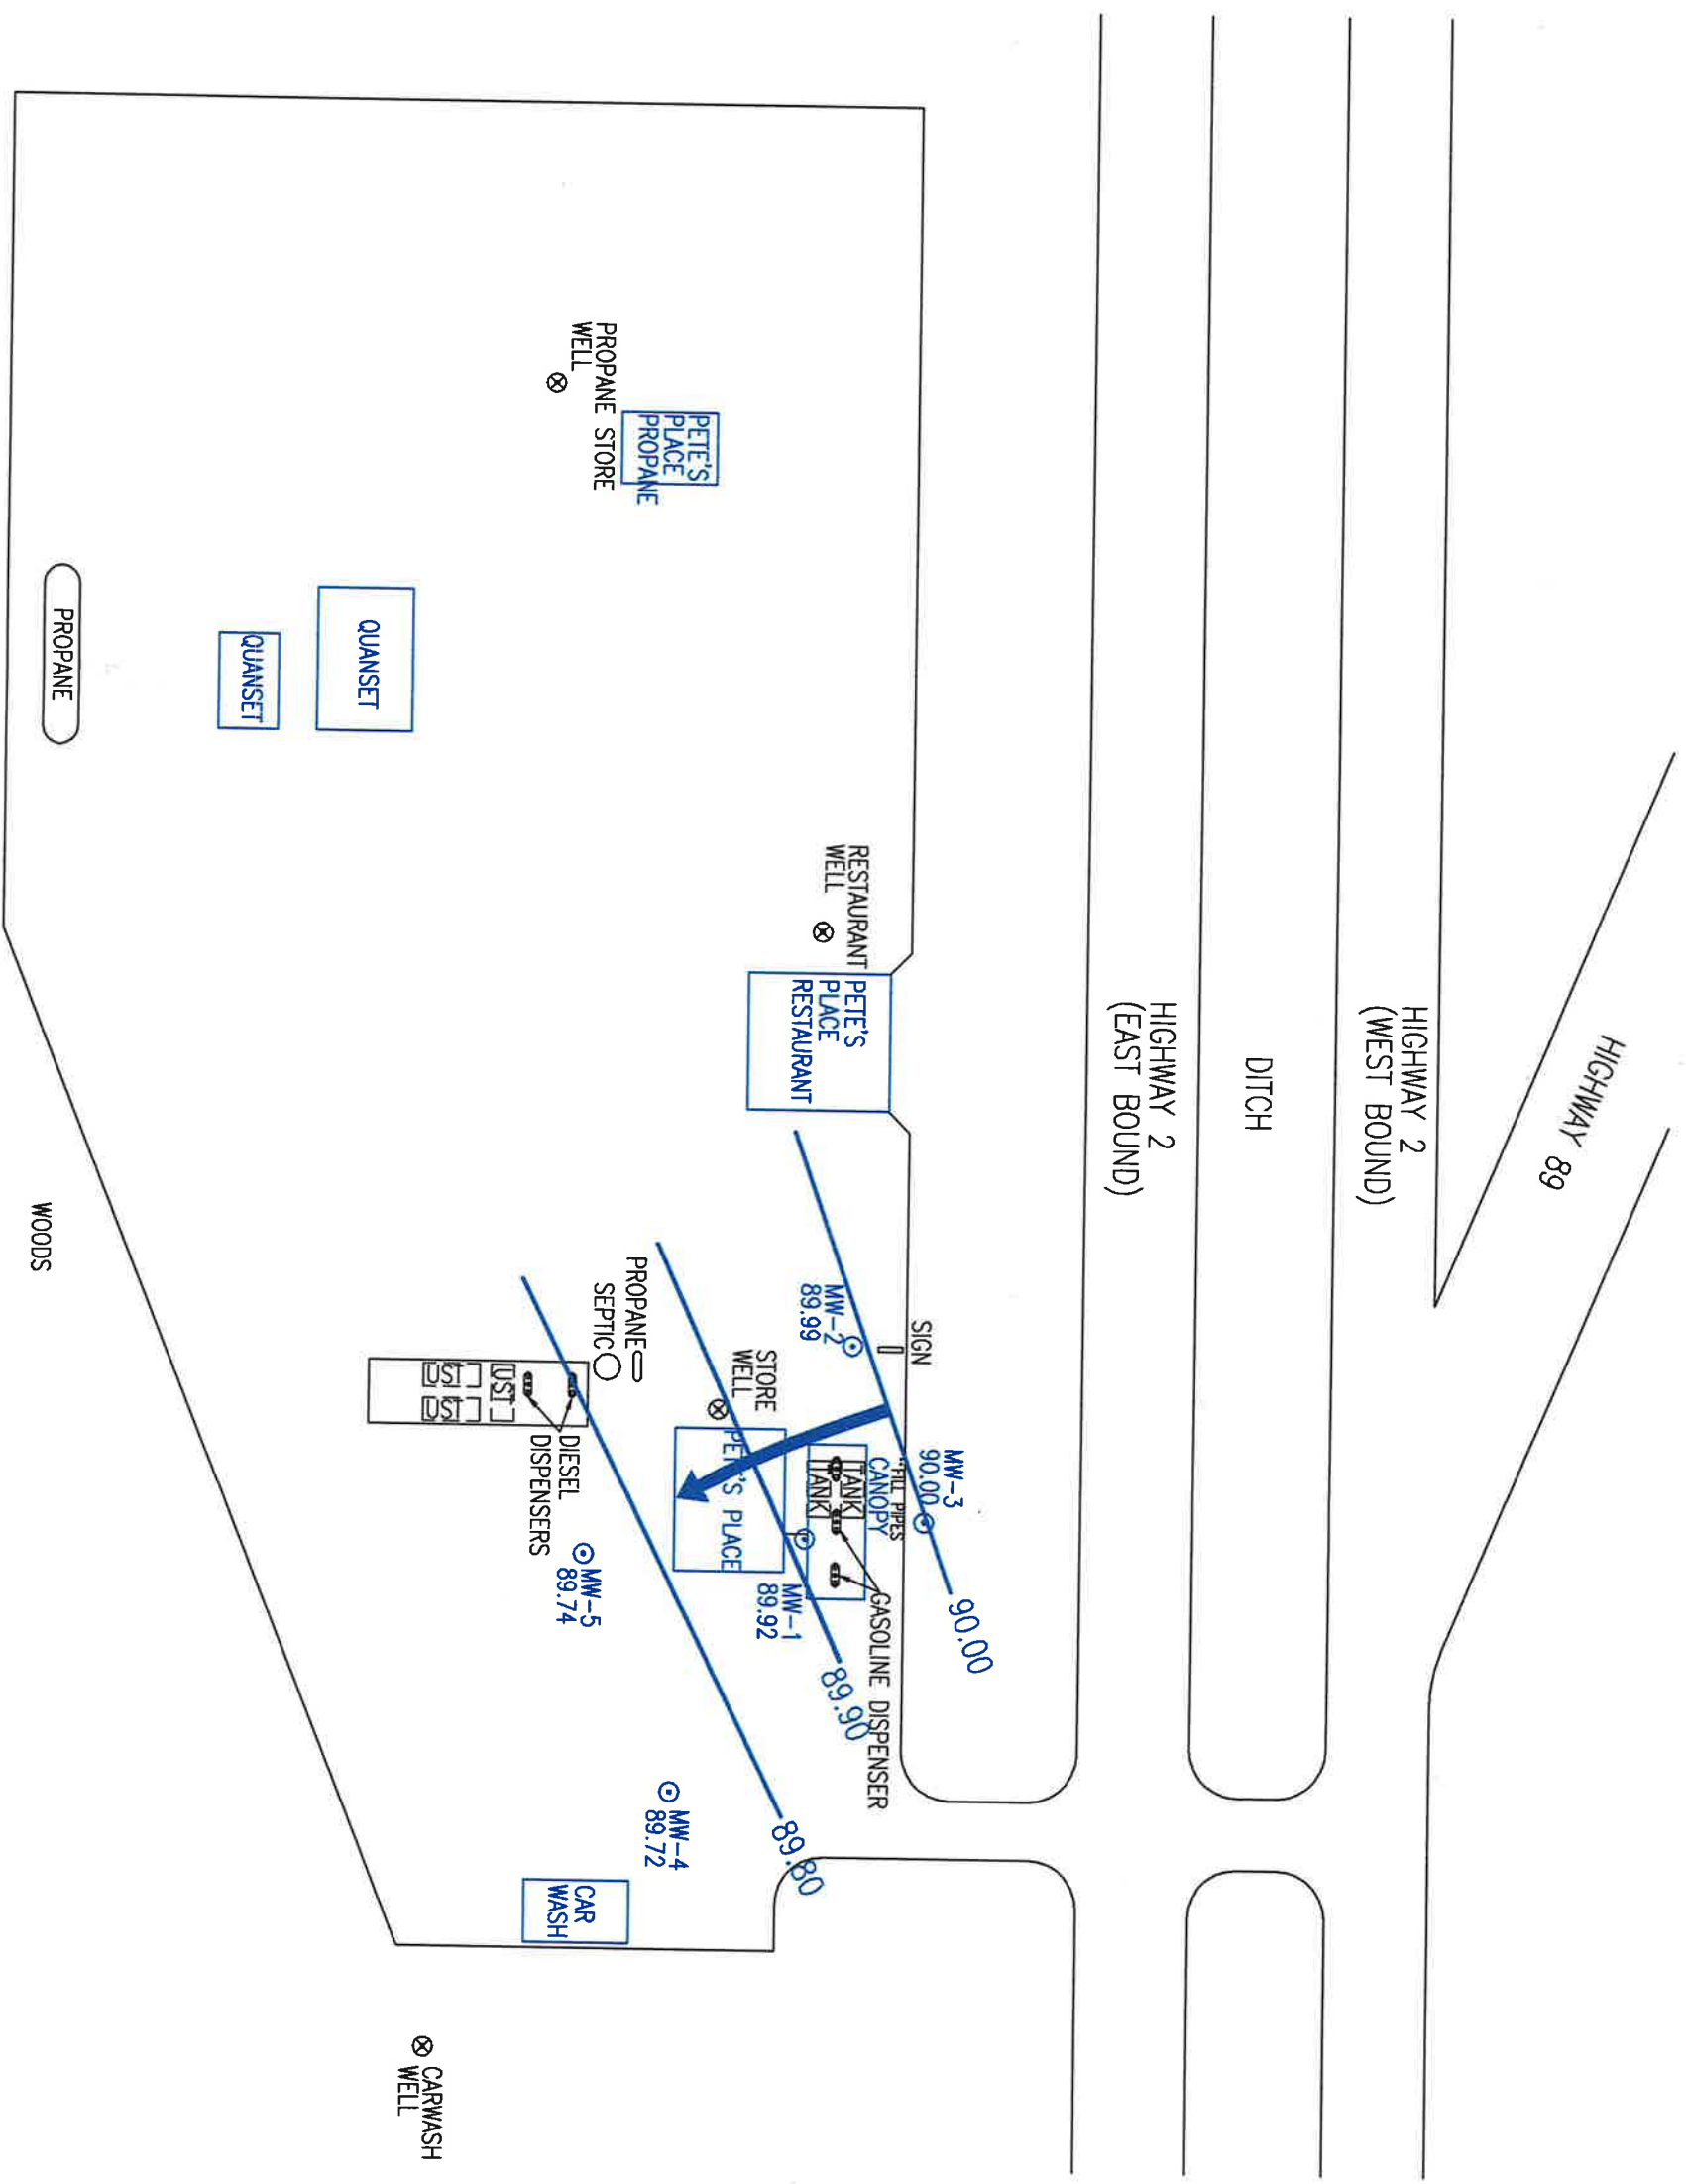 HIGHWAY 89
HIGHWAY 2
(WEST BOUND)
DITCH
HIGHWAY 2
(EAST BOUND)
PETE'S
PLACE
PROPANE
PROPANE STORE
WELL
QUANSET
QUANSET
PROPANE
RESTAURANT
WELL
PETE'S
PLACE
RESTAURANT
SIGN
MW-3
90.00
90.00
MW-2
89.99
FILL PIPES
CANOPY
TANK
TANK
GASOLINE DISPENSER
STORE
WELL
PETE'S PLACE
MW-1
89.92
89.90
PROPANE
SEPTIC
UST
UST
UST
DIESEL
DISPENSERS
MW-5
89.74
89.80
MW-4
89.72
CAR
WASH
CARWASH
WELL
WOODS